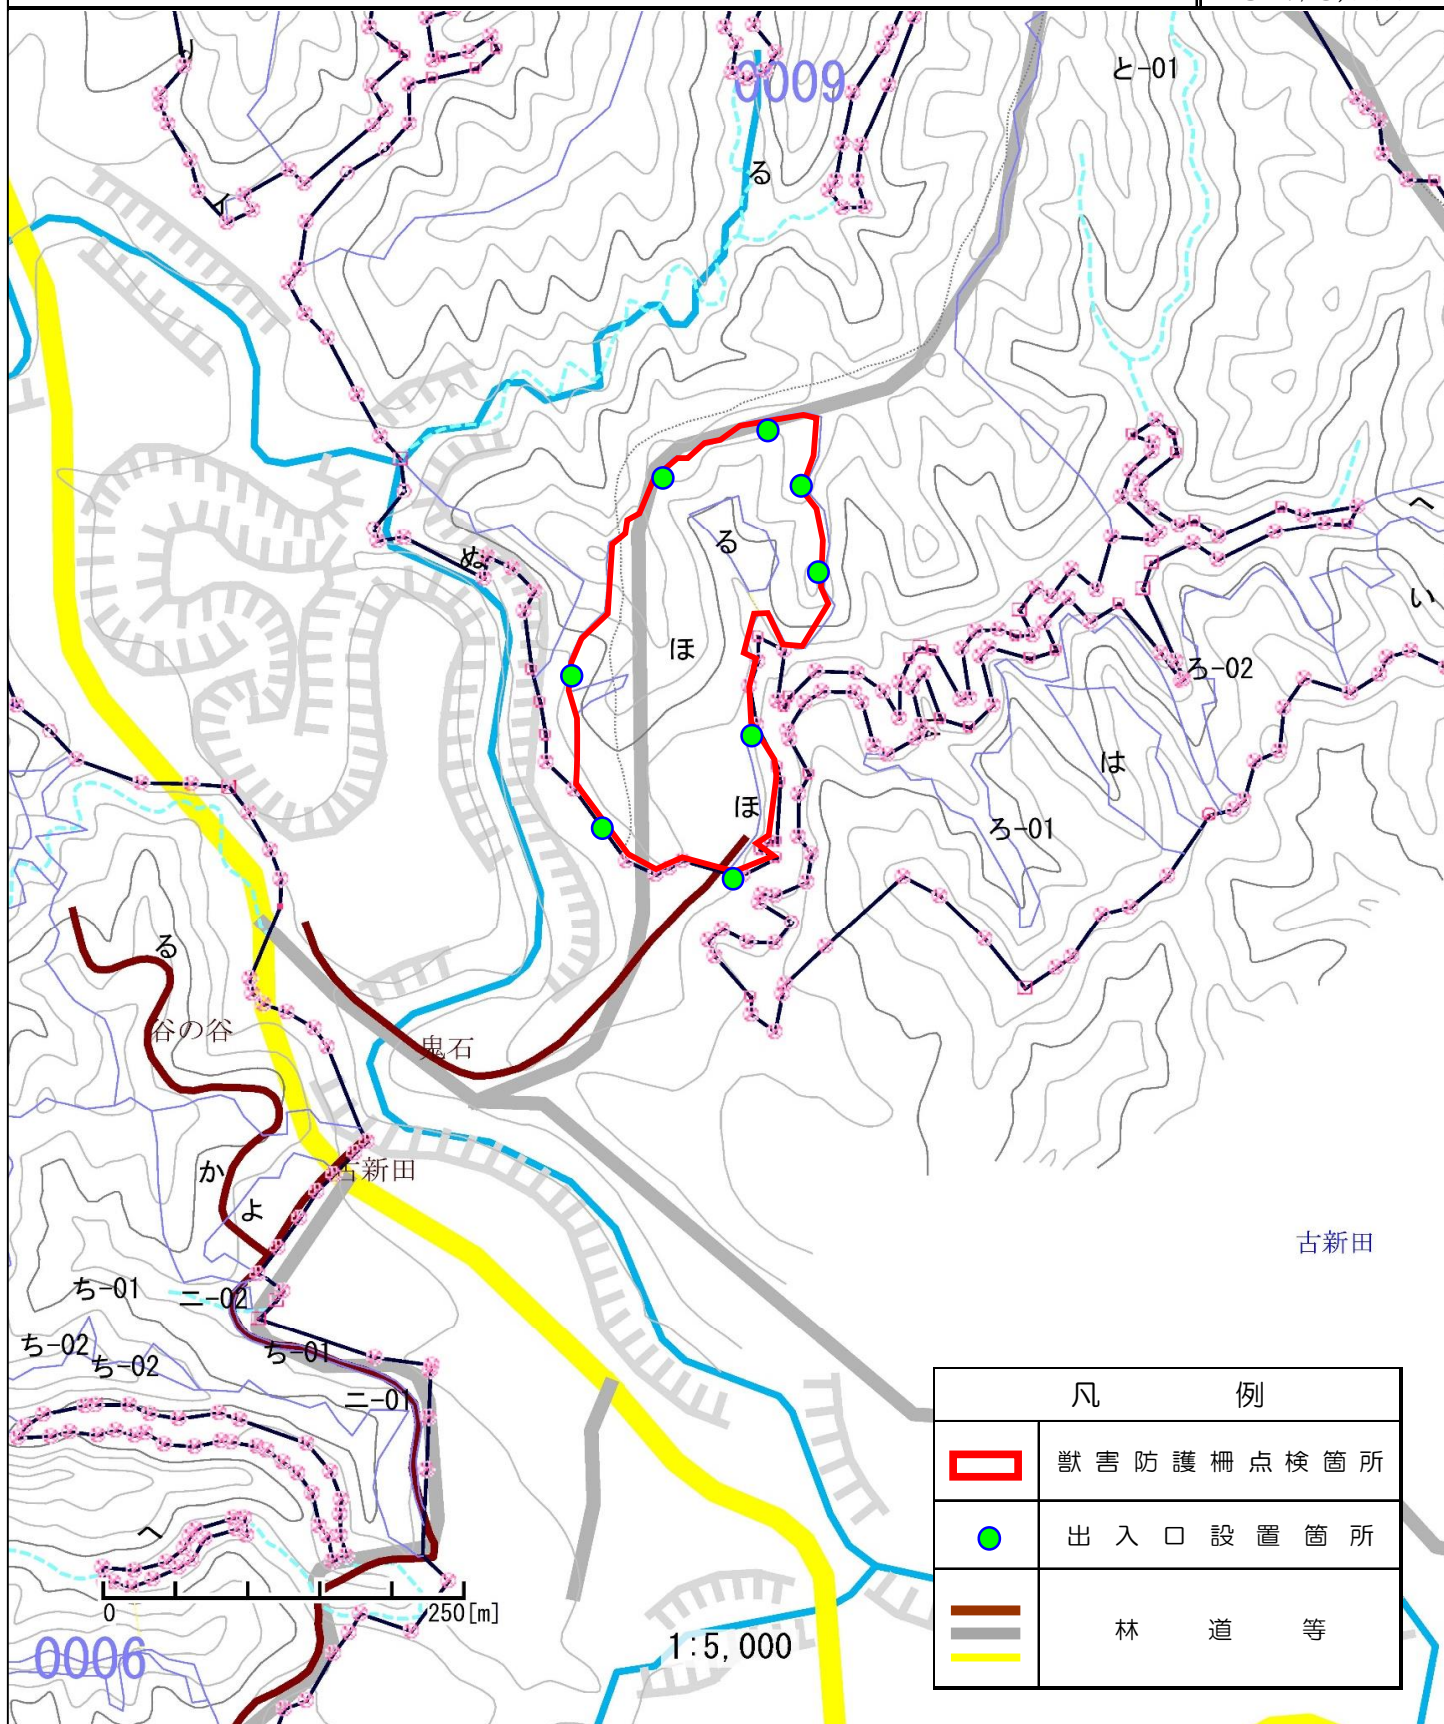 0009
と-01
り
る
イ
へ
ぬ
る
い
ほ
ろ-02
は
ほ
ろ-01
る
谷の谷
鬼石
か
古新田
よ
古新田
ち-01
ニ-02
ち-02
ち-02
ち-01
ニ-01
凡例
獣害防護柵点検箇所
へ
出入口設置箇所
0
250[m]
林道等
0006
1:5,000